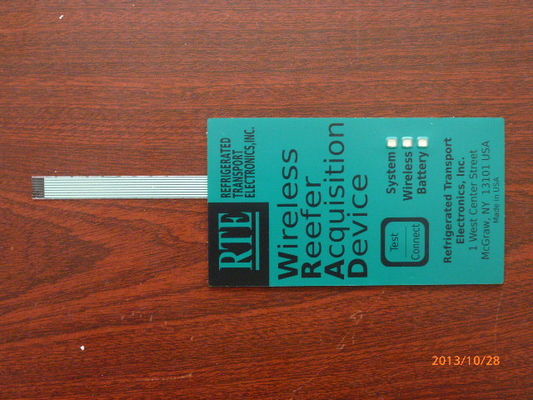 RTE
REFRIGERATED
TRANSPORT
ELECTRONICS,INC.
Wireless
Reefer
Acquisition
Device
System
Wireless
Battery
Test
Connect
Refrigerated Transport
Electronics, Inc.
1 West Center Street
McGraw, NY 13101 USA
Made in USA
2013/10/28